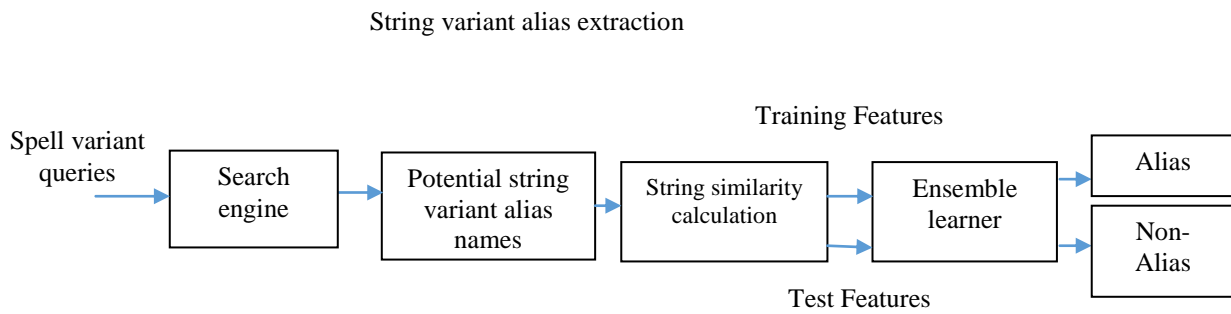 String variant alias extraction
Training Features
Spell variant
queries
Search
engine
Potential string
variant alias
names
String similarity
calculation
Ensemble
learner
Alias
Non-
Alias
Test Features